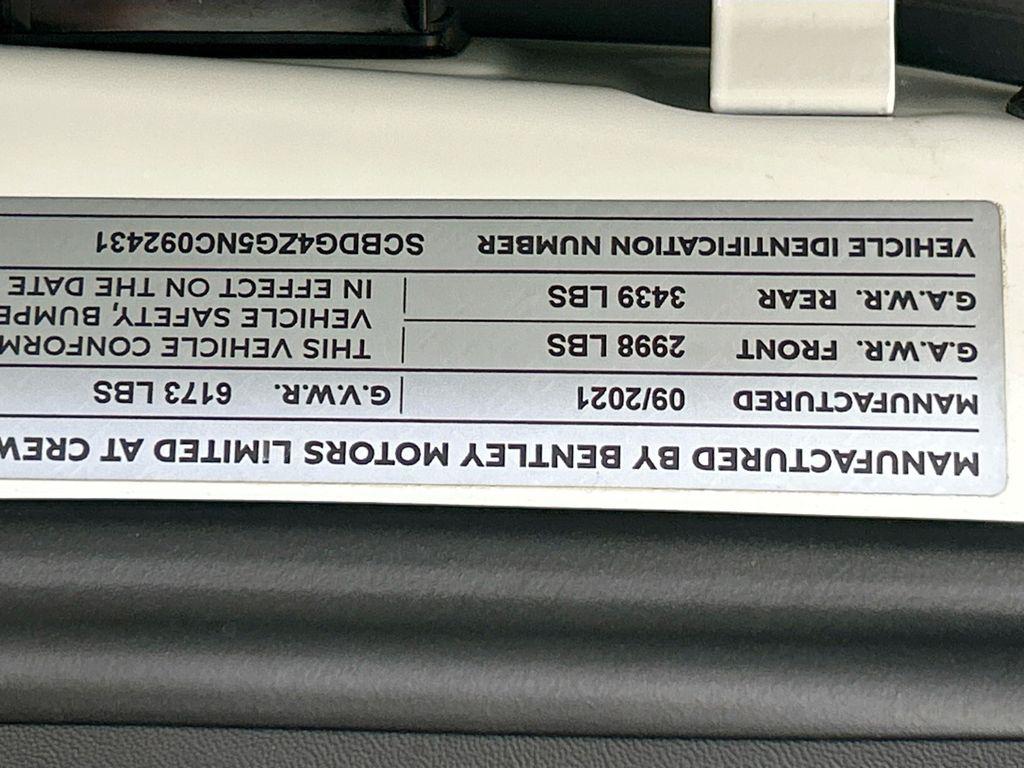 MANUFACTURED BY BENTLEY MOTORS LIMITED AT CREW
MANUFACTURED 09/2021 G.V.W.R. 6173 LBS
G.A.W.R. FRONT 2998 LBS THIS VEHICLE CONFORM
VEHICLE SAFETY, BUMPE
G.A.W.R. REAR 3439 LBS IN EFFECT ON THE DATE
VEHICLE IDENTIFICATION NUMBER SCBDG4ZG5NC092431